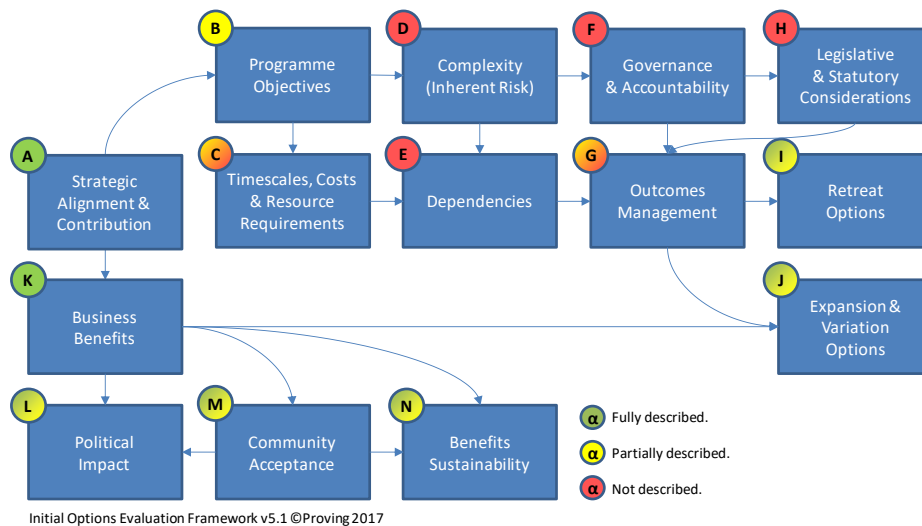 B
Programme
Objectives
D
Complexity
(Inherent Risk)
F
Governance
& Accountability
H
Legislative
& Statutory
Considerations
A
Strategic
Alignment &
Contribution
C
Timescales, Costs
& Resource
Requirements
E
Dependencies
G
Outcomes
Management
I
Retreat
Options
K
Business
Benefits
J
Expansion &
Variation
Options
L
Political
Impact
M
Community
Acceptance
N
Benefits
Sustainability
α Fully described.
α Partially described.
α Not described.
Initial Options Evaluation Framework v5.1 ©Proving 2017